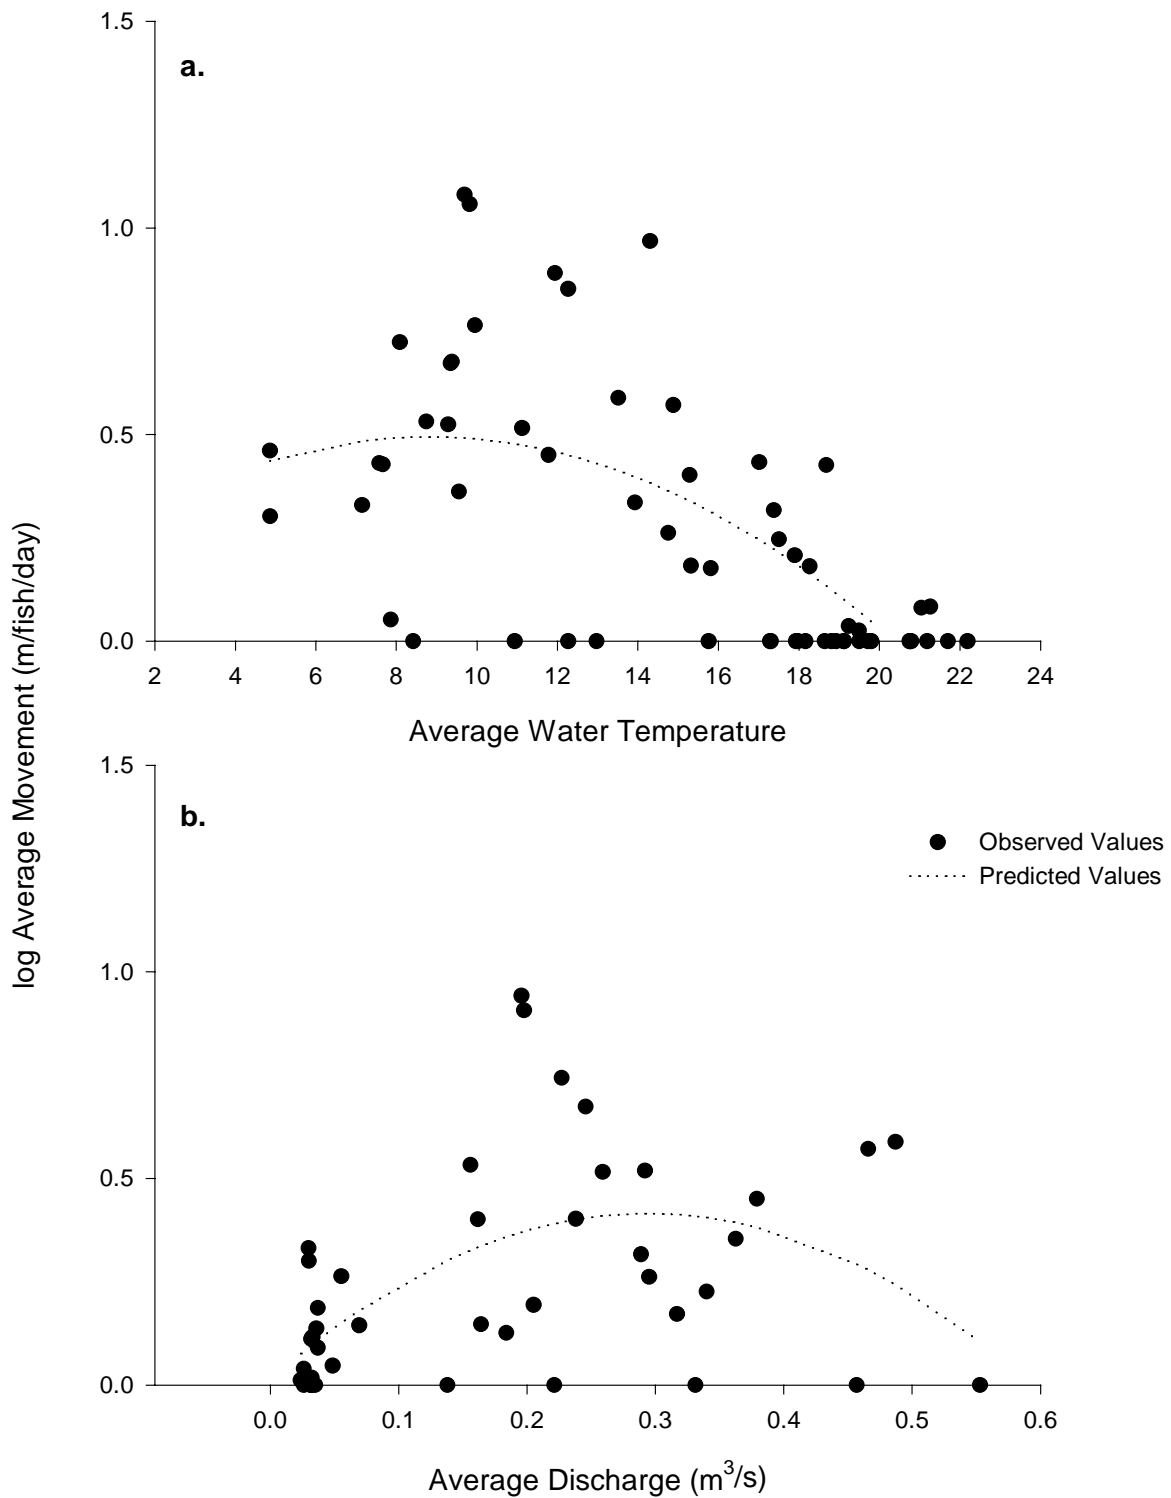 1.5
a.
1.0
0.5
0.0
2 4 6 8 10 12 14 16 18 20 22 24
Average Water Temperature
log Average Movement (m/fish/day)
1.5
b.
Observed Values
Predicted Values
1.0
0.5
0.0
0.0 0.1 0.2 0.3 0.4 0.5 0.6
Average Discharge (m³/s)